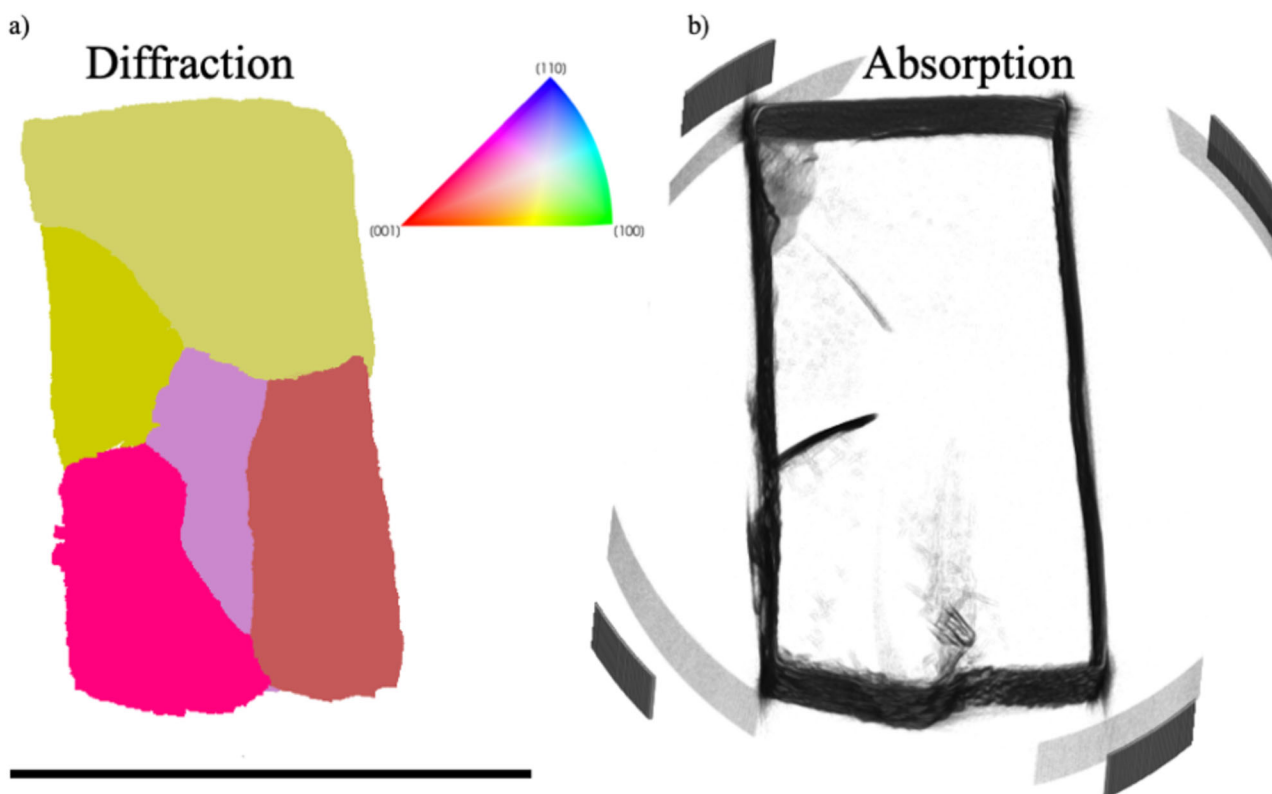 a)
Diffraction
(110)
(001)
(100)
b)
Absorption